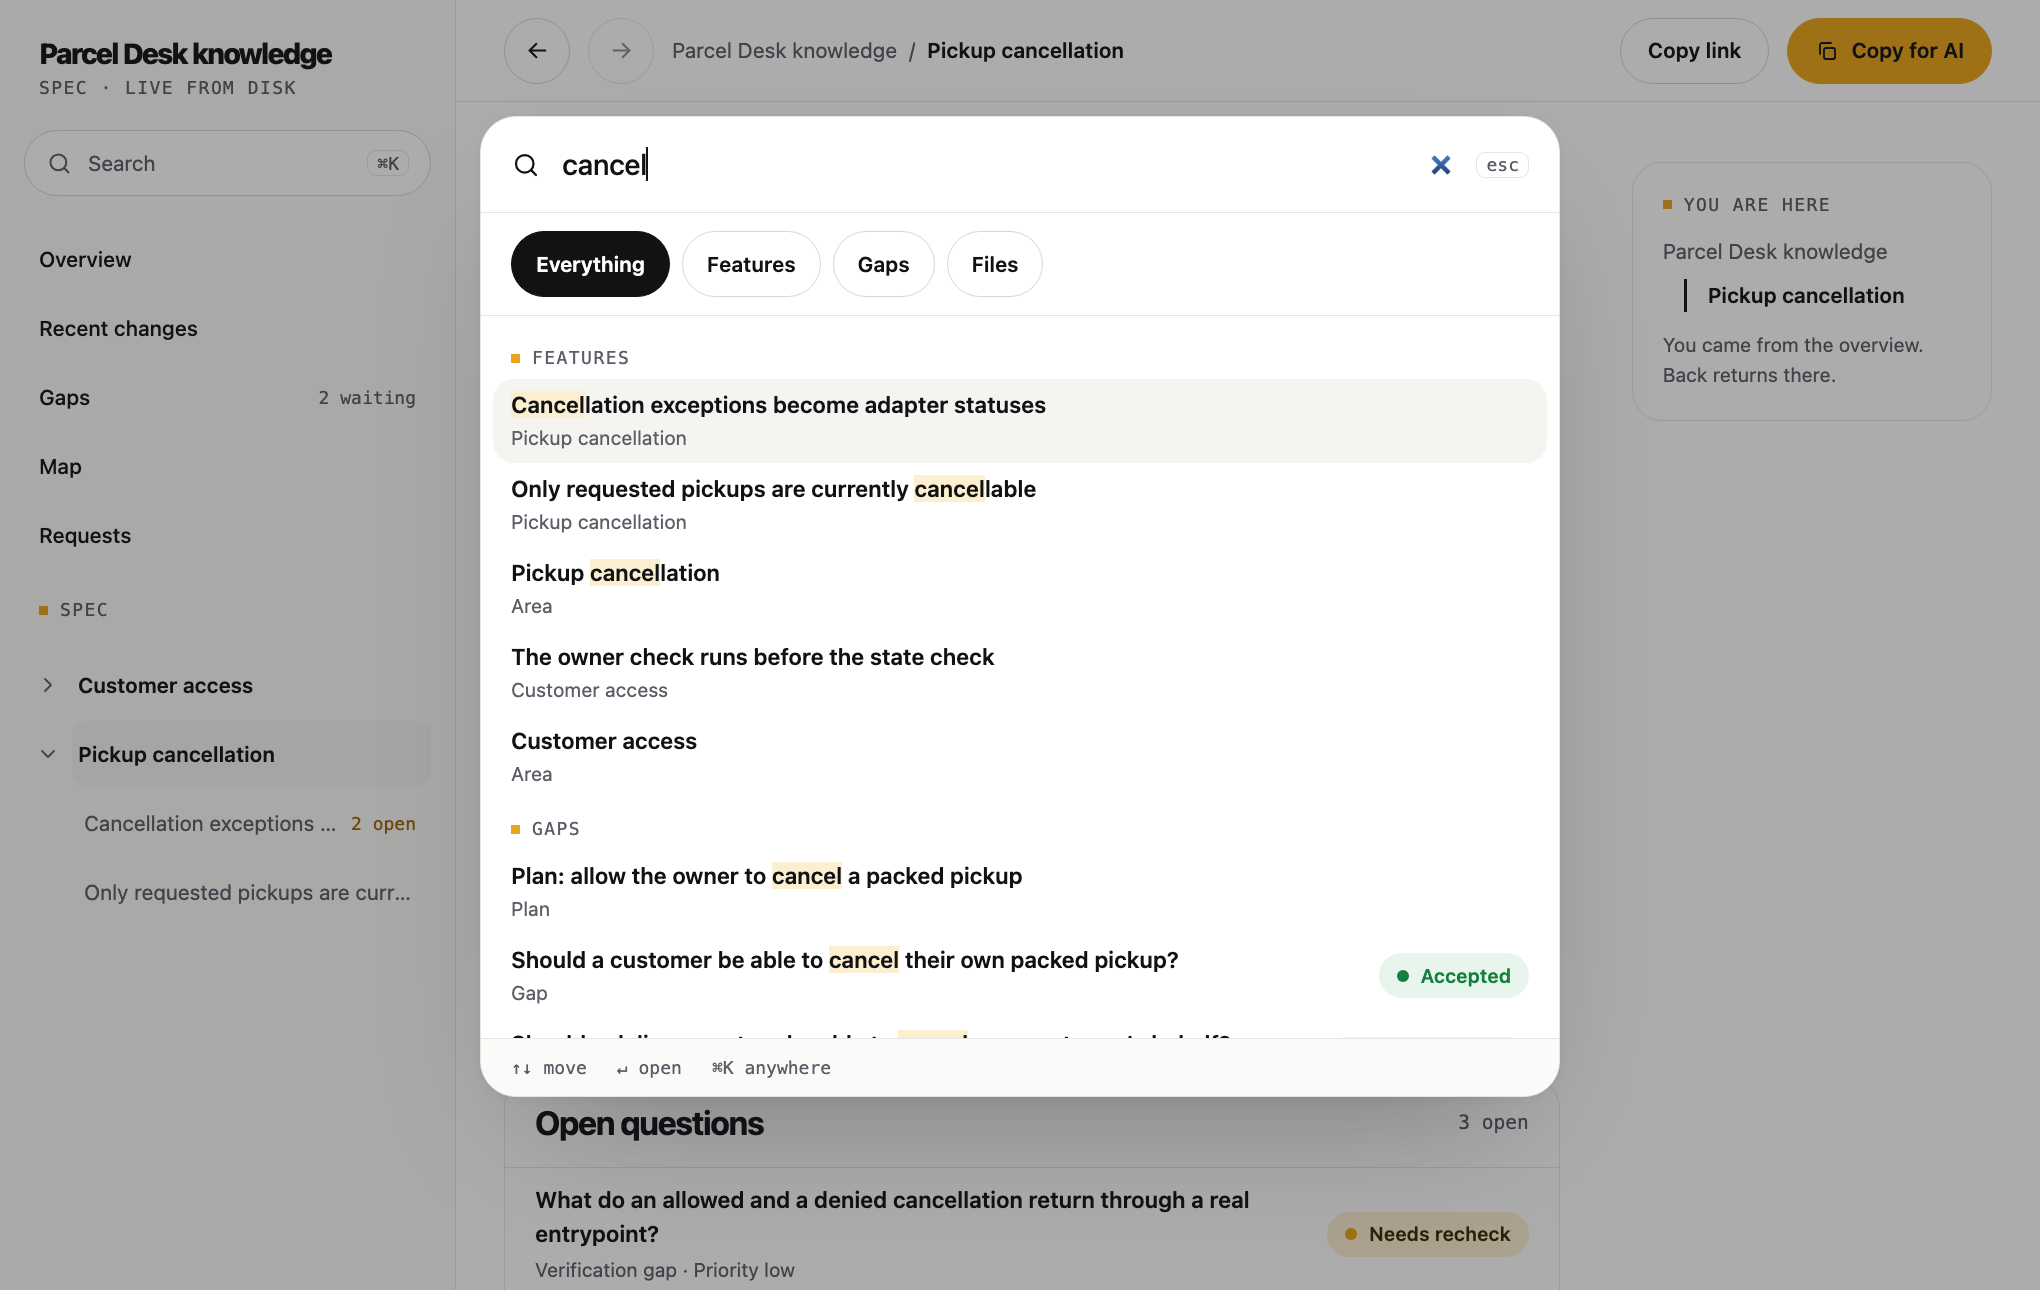 Parcel Desk knowledge
SPEC · LIVE FROM DISK
Search ⌘K
Overview
Recent changes
Gaps 2 waiting
Map
Requests
SPEC
Customer access
Pickup cancellation
Cancellation exceptions ... 2 open
Only requested pickups are curr...
Parcel Desk knowledge / Pickup cancellation
Copy link
Copy for AI
cancel
esc
Everything Features Gaps Files
FEATURES
Cancellation exceptions become adapter statuses
Pickup cancellation
Only requested pickups are currently cancellable
Pickup cancellation
Pickup cancellation
Area
The owner check runs before the state check
Customer access
Customer access
Area
GAPS
Plan: allow the owner to cancel a packed pickup
Plan
Should a customer be able to cancel their own packed pickup?
Gap
Accepted
↑↓ move ↵ open ⌘K anywhere
Open questions 3 open
What do an allowed and a denied cancellation return through a real
entrypoint?
Verification gap · Priority low
Needs recheck
YOU ARE HERE
Parcel Desk knowledge
Pickup cancellation
You came from the overview.
Back returns there.